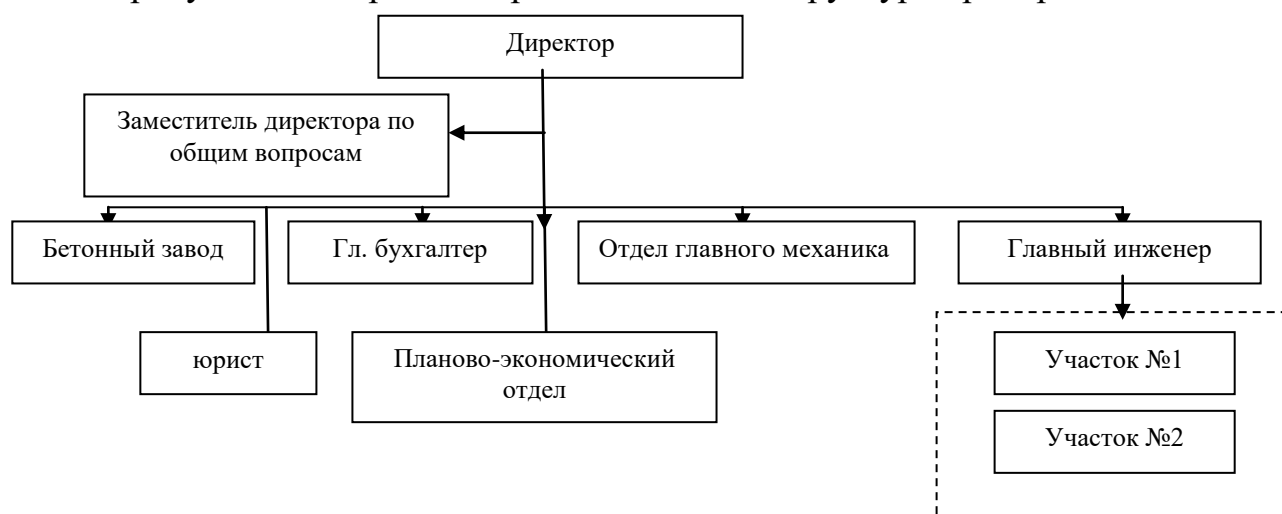 Директор
Заместитель директора по
общим вопросам
Бетонный завод
Гл. бухгалтер
Отдел главного механика
Главный инженер
юрист
Планово-экономический
отдел
Участок №1
Участок №2